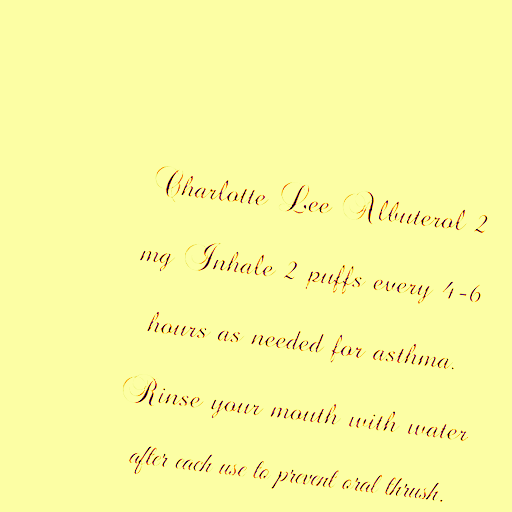 Charlotte Lee Albuterol 2
mg Inhale 2 puffs every 4-6
hours as needed for asthma.
Rinse your mouth with water
after each use to prevent oral thrush.